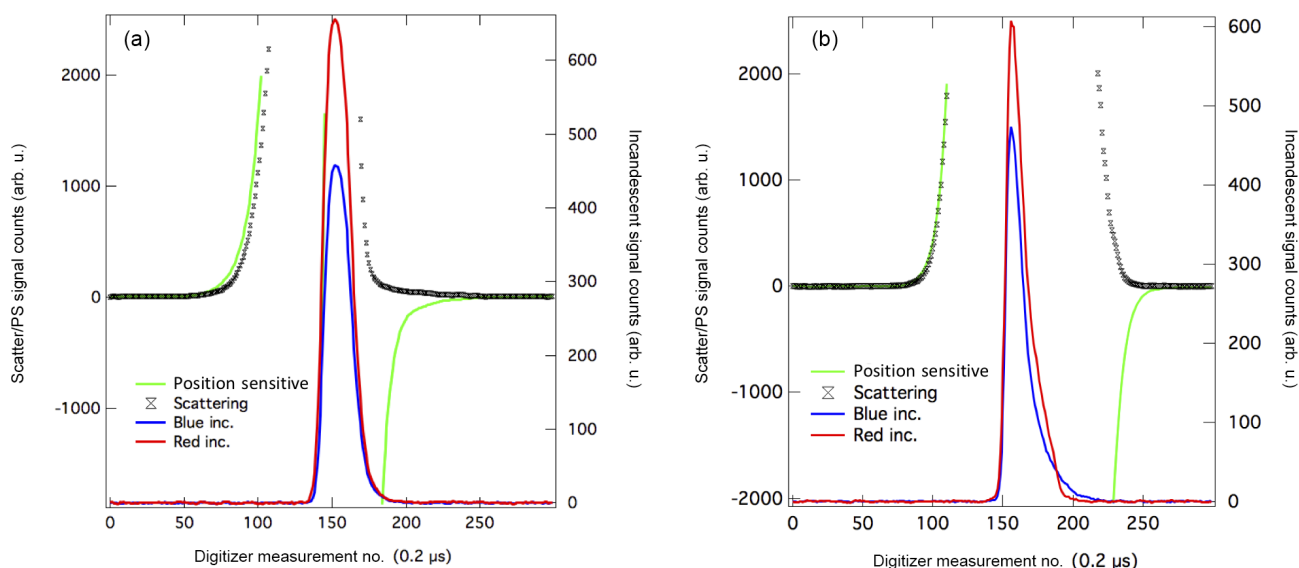 (a)
2000
1000
0
-1000
600
500
400
300
200
100
0
Scatter/PS signal counts (arb. u.)
Incandescent signal counts (arb. u.)
Position sensitive
Scattering
Blue inc.
Red inc.
0 50 100 150 200 250
Digitizer measurement no. (0.2 µs)
(b)
2000
1000
0
-1000
-2000
600
500
400
300
200
100
0
Scatter/PS signal counts (arb. u.)
Incandescent signal counts (arb. u.)
Position sensitive
Scattering
Blue inc.
Red inc.
0 50 100 150 200 250
Digitizer measurement no. (0.2 µs)